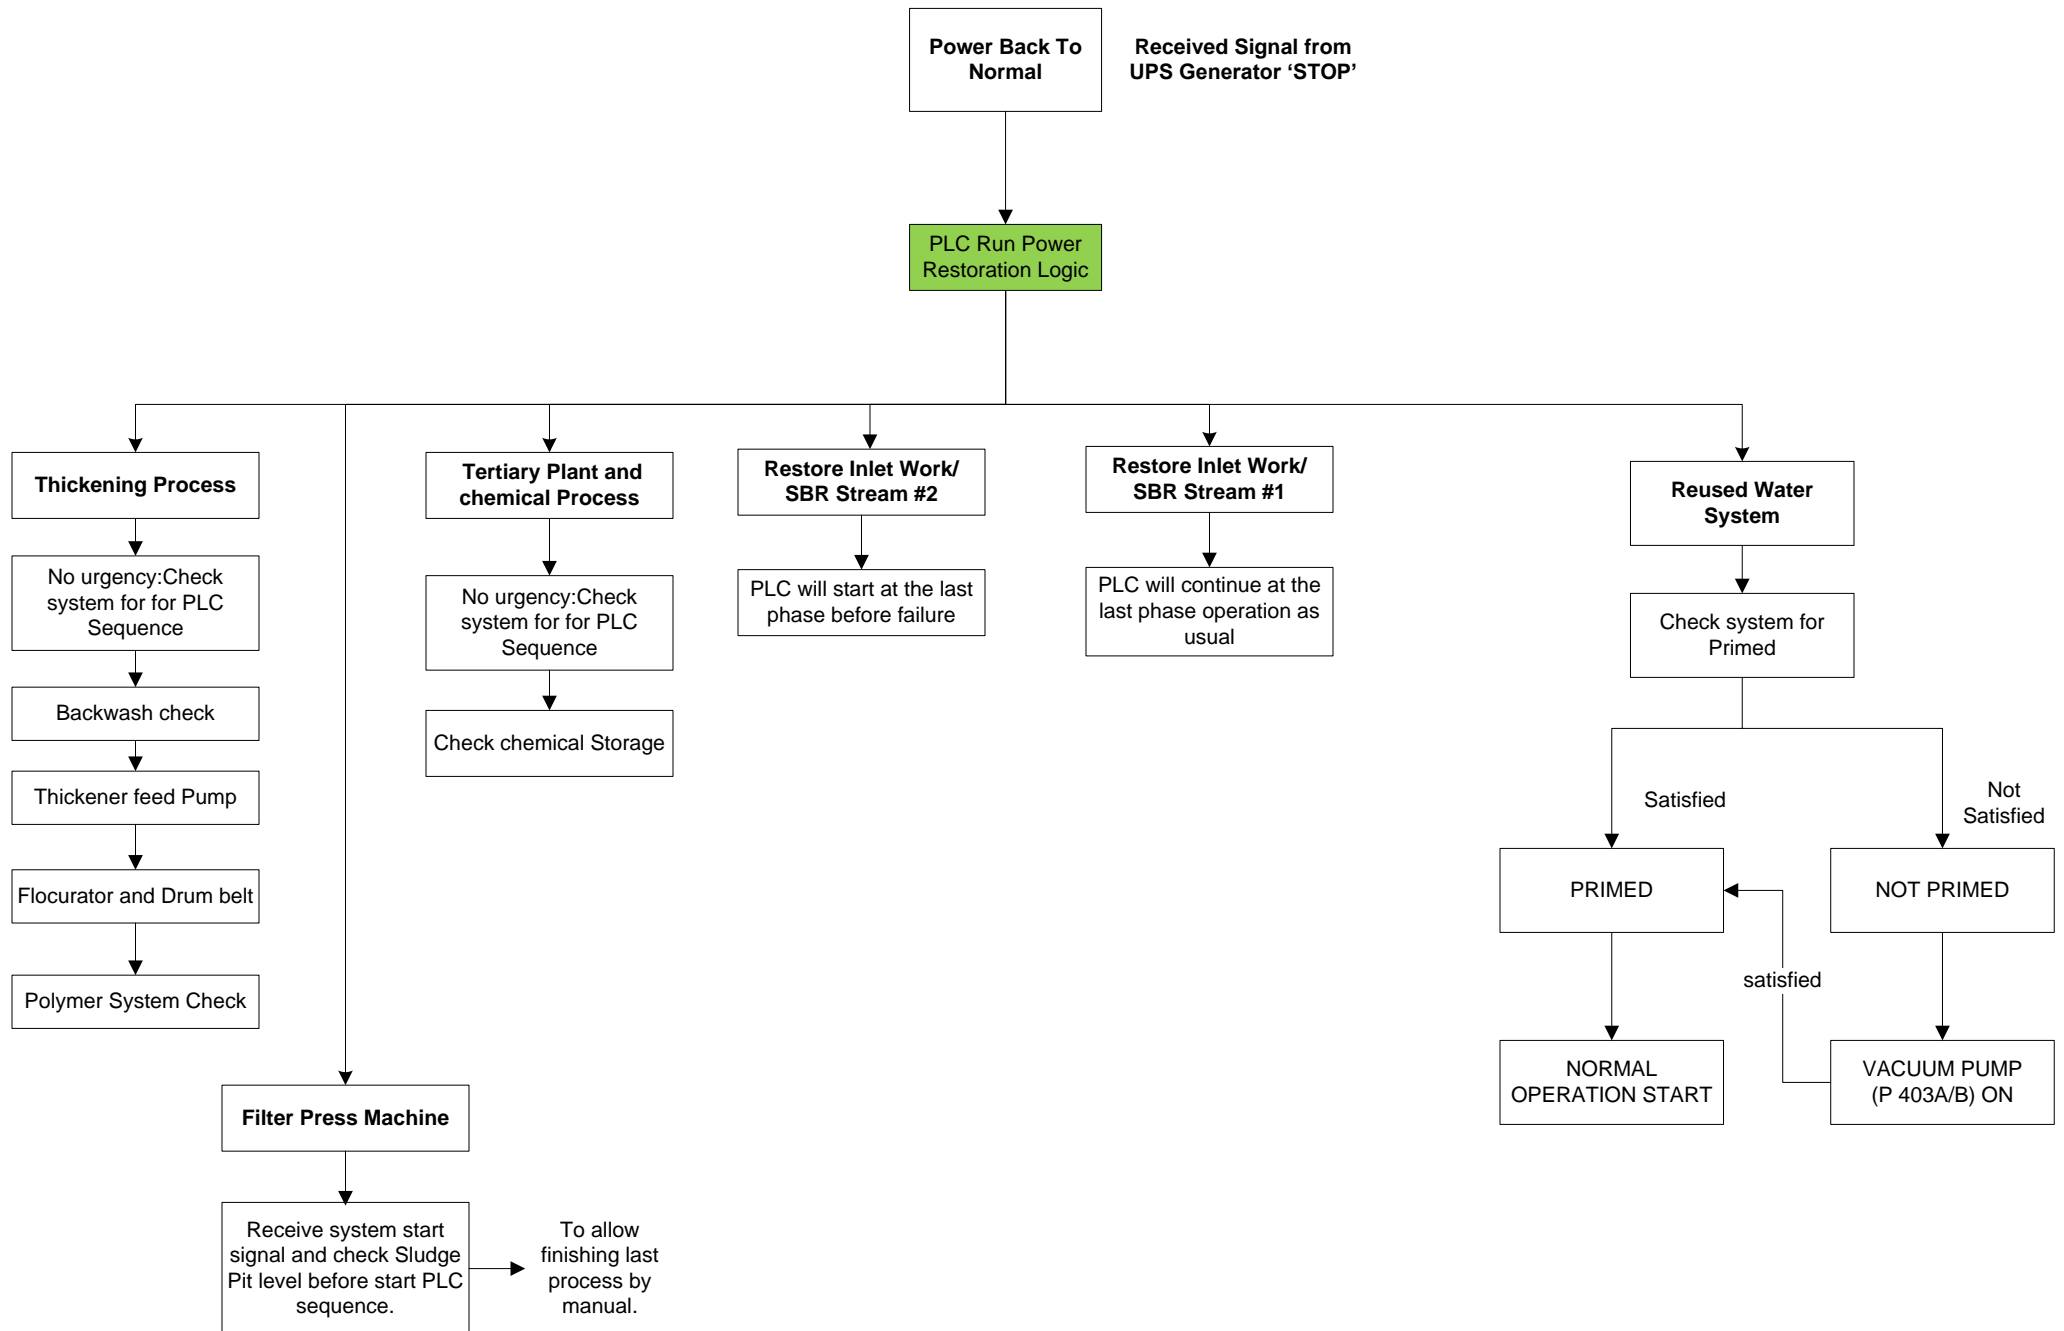 Power Back To
Normal
Received Signal from
UPS Generator ‘STOP’
PLC Run Power
Restoration Logic
Thickening Process
No urgency:Check
system for for PLC
Sequence
Backwash check
Thickener feed Pump
Flocurator and Drum belt
Polymer System Check
Filter Press Machine
Receive system start
signal and check Sludge
Pit level before start PLC
sequence.
To allow
finishing last
process by
manual.
Tertiary Plant and
chemical Process
No urgency:Check
system for for PLC
Sequence
Check chemical Storage
Restore Inlet Work/
SBR Stream #2
PLC will start at the last
phase before failure
Restore Inlet Work/
SBR Stream #1
PLC will continue at the
last phase operation as
usual
Reused Water
System
Check system for
Primed
Satisfied
Not
Satisfied
PRIMED
NOT PRIMED
satisfied
NORMAL
OPERATION START
VACUUM PUMP
(P 403A/B) ON